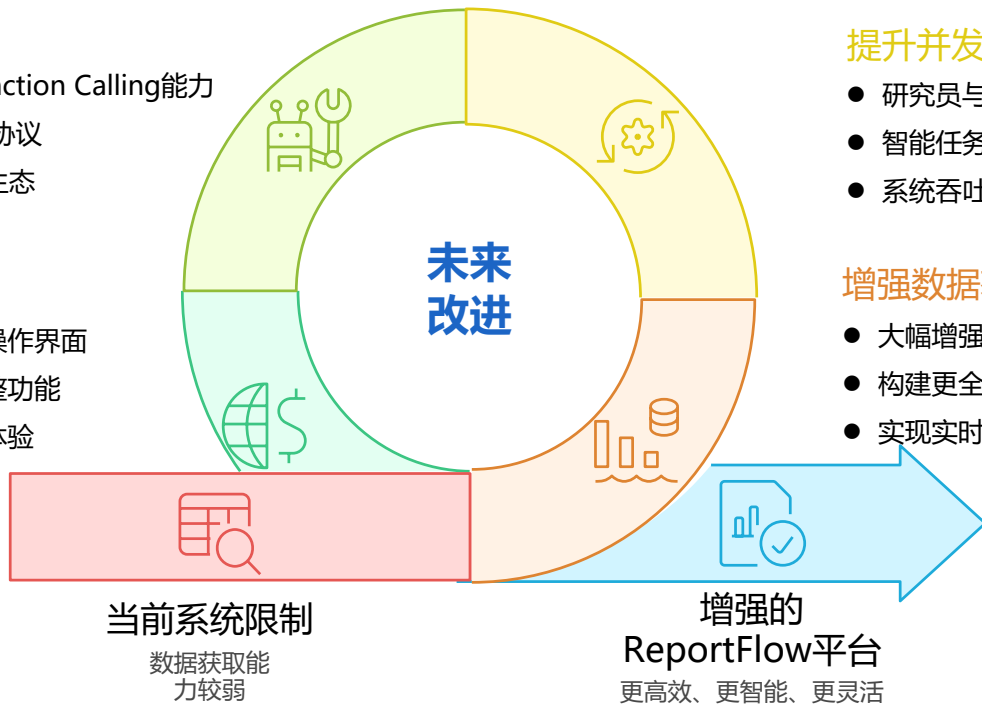 ction Calling能力
协议
生态
操作界面
整功能
体验
未来
改进
提升并发
研究员与
智能任务
系统吞吐
增强数据
大幅增强
构建更全
实现实时
当前系统限制
数据获取能
力较弱
增强的
ReportFlow平台
更高效、更智能、更灵活